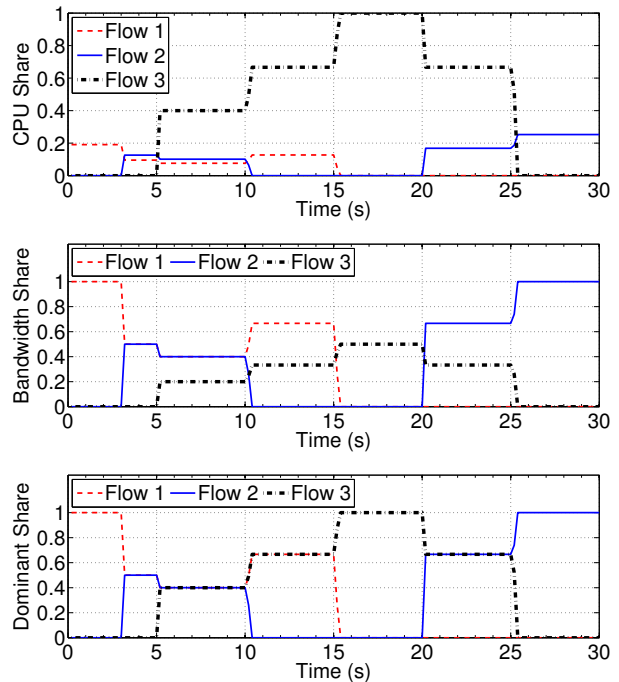 CPU Share
1
0.8
0.6
0.4
0.2
0
Flow 1
Flow 2
Flow 3
0 5 10 15 20 25 30
Time (s)
Bandwidth Share
1
0.8
0.6
0.4
0.2
0
Flow 1 Flow 2 Flow 3
0 5 10 15 20 25 30
Time (s)
Dominant Share
1
0.8
0.6
0.4
0.2
0
Flow 1 Flow 2 Flow 3
0 5 10 15 20 25 30
Time (s)